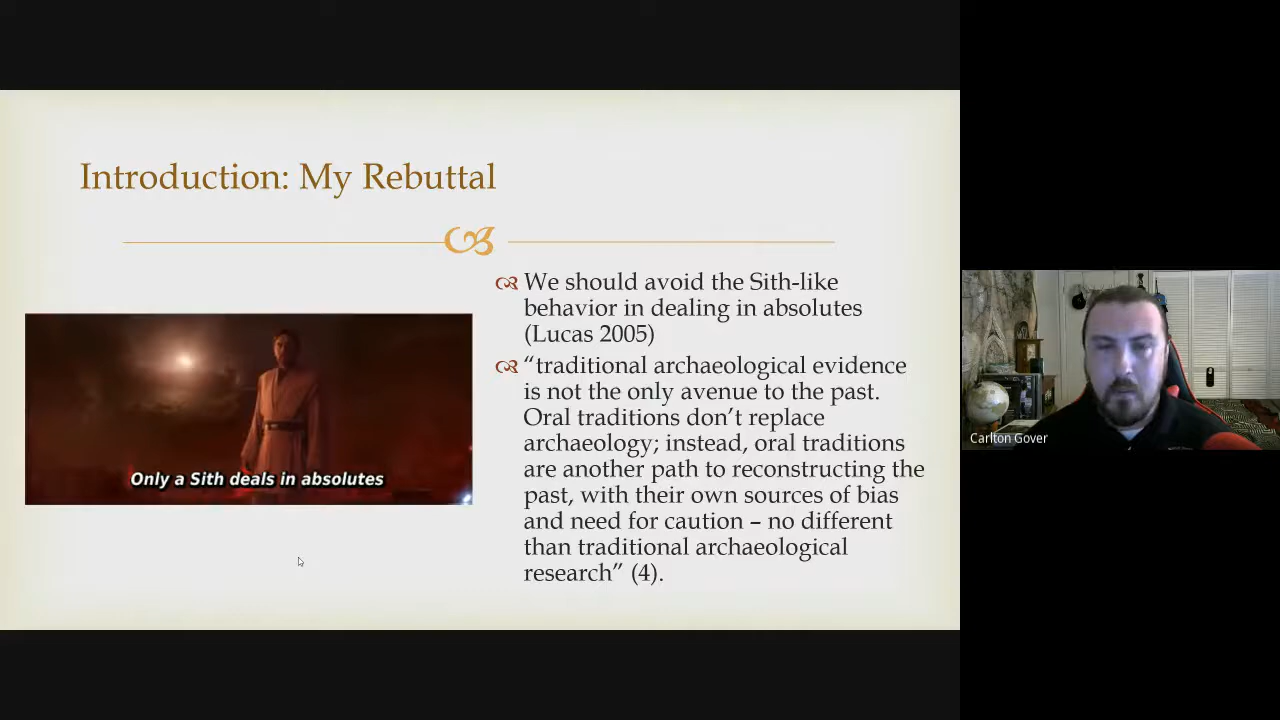 Introduction: My Rebuttal
We should avoid the Sith-like
behavior in dealing in absolutes
(Lucas 2005)
“traditional archaeological evidence
is not the only avenue to the past.
Oral traditions don’t replace
archaeology; instead, oral traditions
are another path to reconstructing the
past, with their own sources of bias
and need for caution – no different
than traditional archaeological
research” (4).
Only a Sith deals in absolutes
Carlton Gover